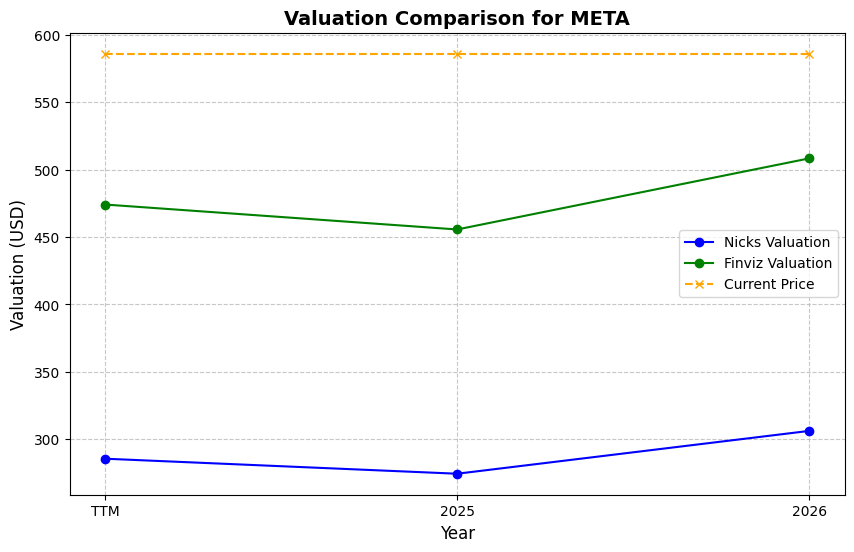 Valuation Comparison for META
600
550
500
450
400
350
300
Valuation (USD)
Nicks Valuation
Finviz Valuation
Current Price
TTM
2025
2026
Year